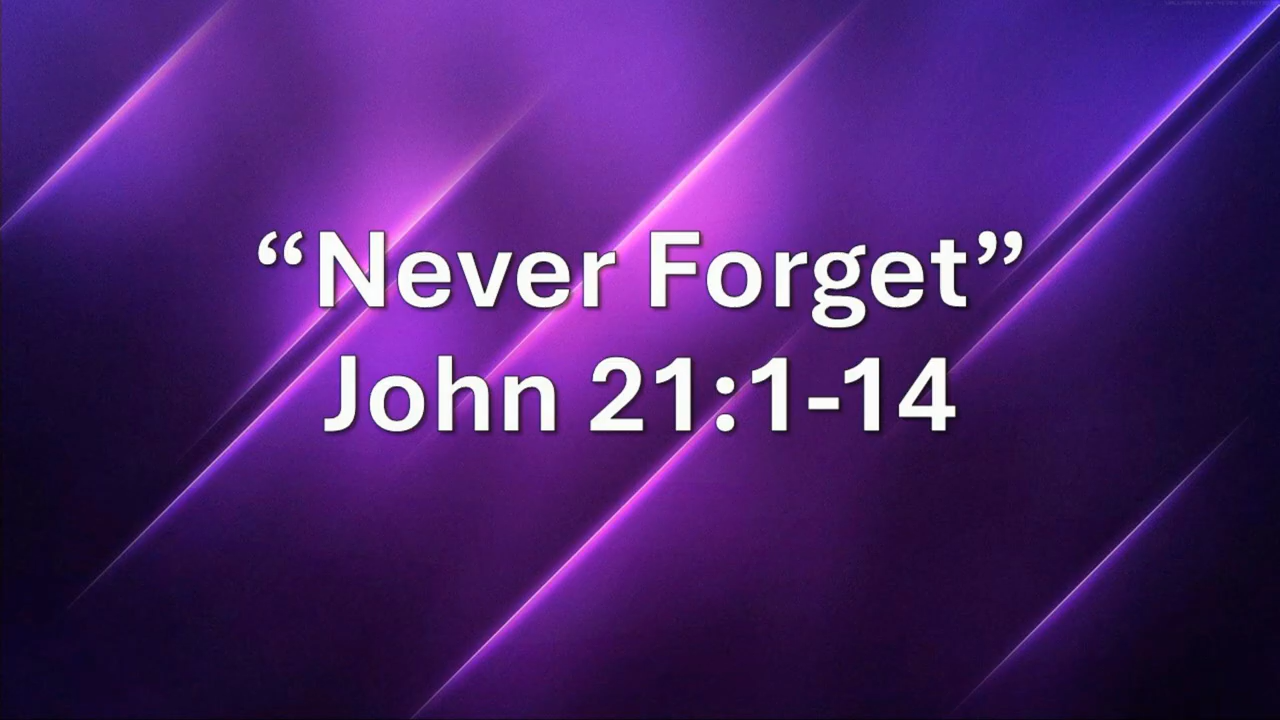 “Never Forget”
John 21:1-14